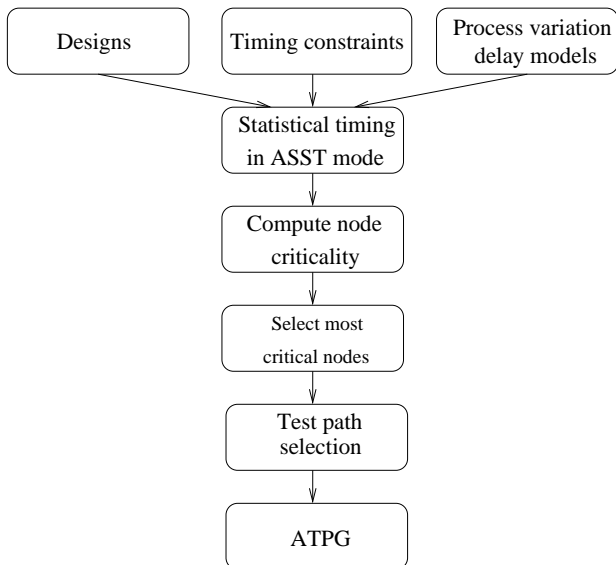 Designs
Timing constraints
Process variation
delay models
Statistical timing
in ASST mode
Compute node
criticality
Select most
critical nodes
Test path
selection
ATPG